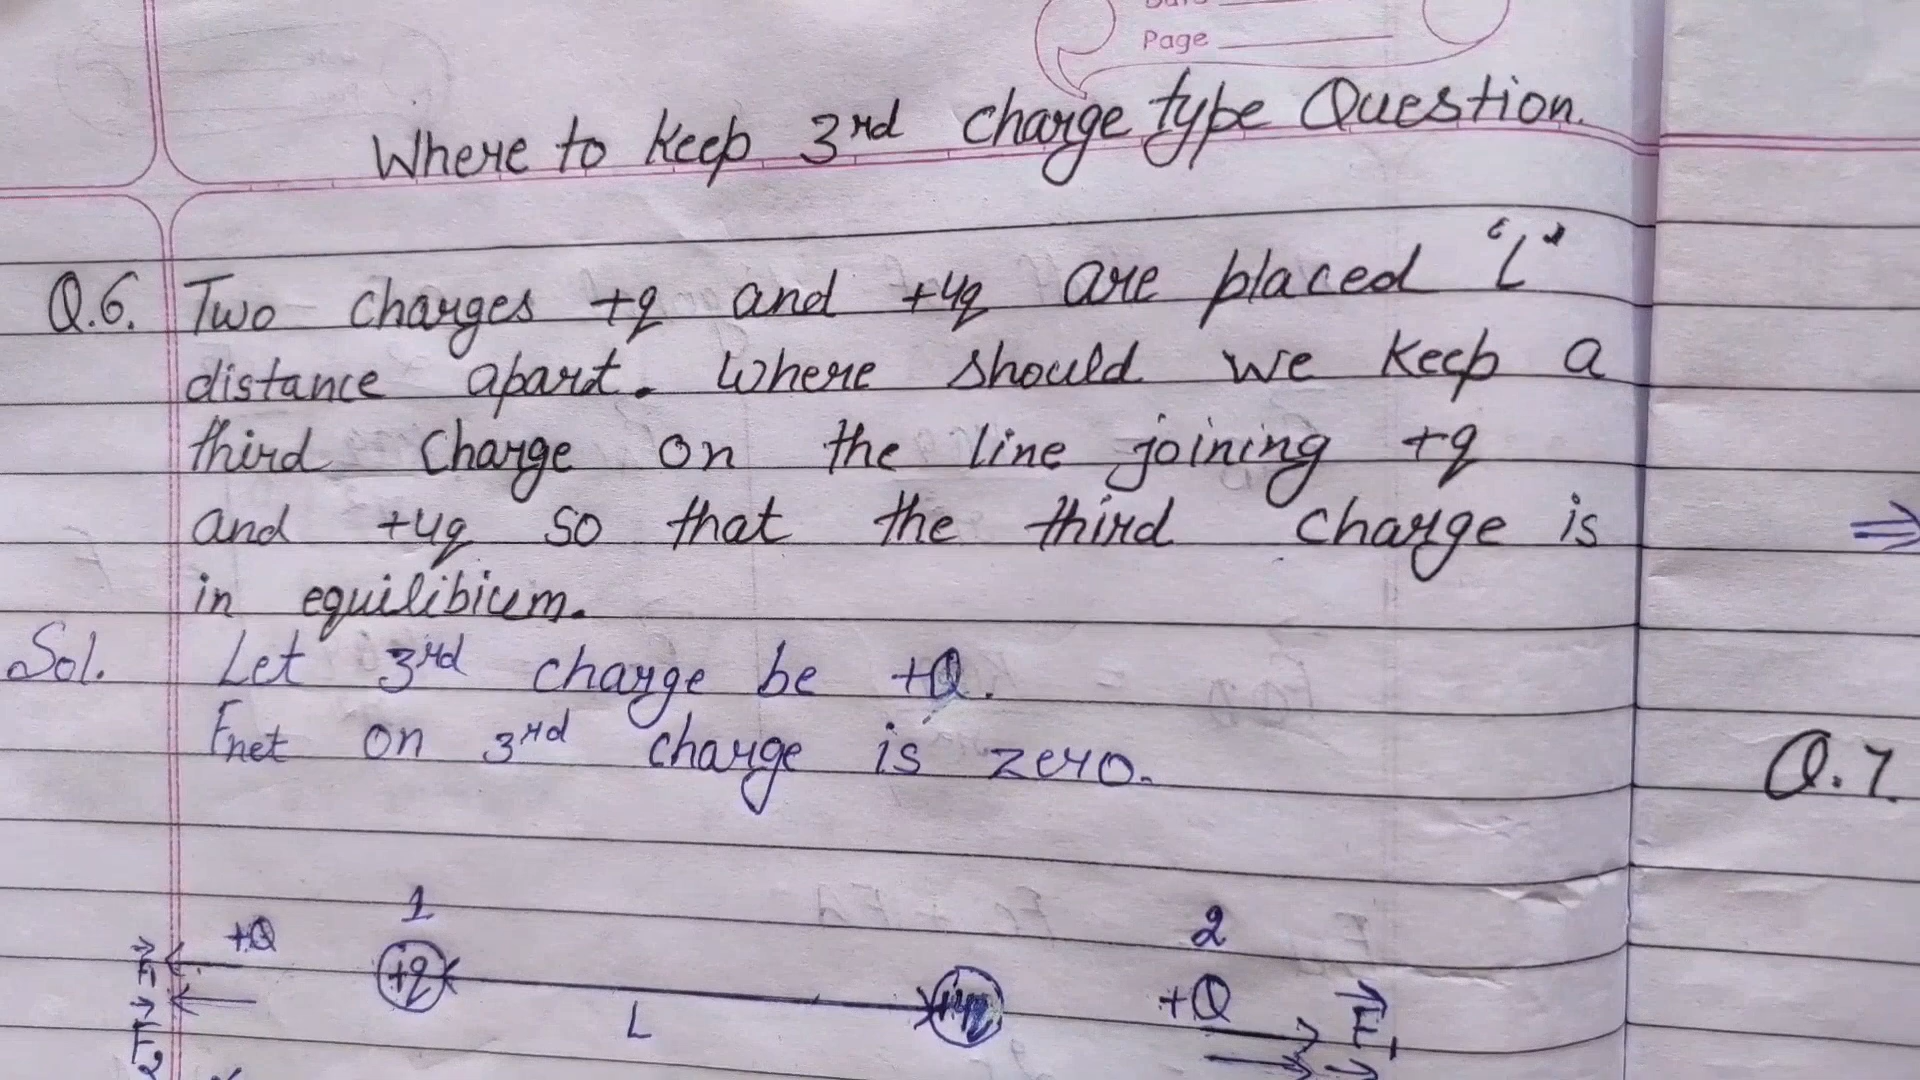 Page
Where to keep 3rd charge type Question.
Q.6. Two charges +q and +4q are placed "L"
distance apart. Where should we keep a
third charge on the line joining +q
and +4q so that the third charge is
in equilibium.
Sol. Let 3rd charge be +Q.
Fnet on 3rd charge is zero.
⇒
Q.7.
1 2
+Q +q L +4q +Q
F1 F1
F2